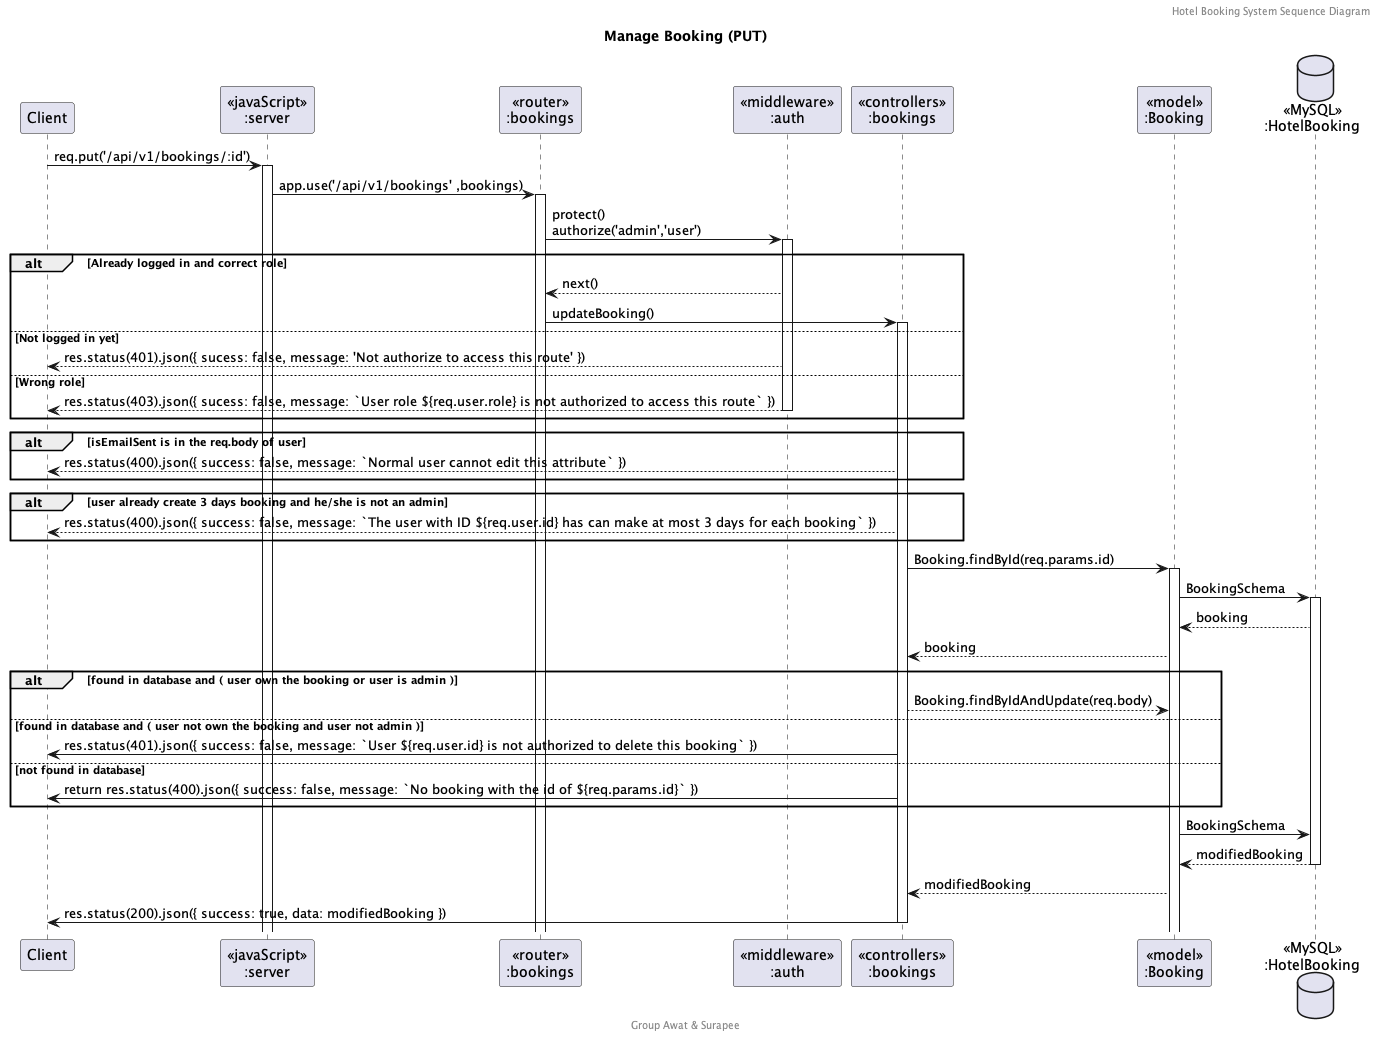 Hotel Booking System Sequence Diagram
Manage Booking (PUT)
Client
«javaScript»
:server
«router»
:bookings
«middleware»
:auth
«controllers»
:bookings
«model»
:Booking
«MySQL»
:HotelBooking
req.put('/api/v1/bookings/:id')
app.use('/api/v1/bookings' ,bookings)
protect()
authorize('admin','user')
alt [Already logged in and correct role]
next()
updateBooking()
[Not logged in yet]
res.status(401).json({ sucess: false, message: 'Not authorize to access this route' })
[Wrong role]
res.status(403).json({ sucess: false, message: `User role ${req.user.role} is not authorized to access this route` })
alt [isEmailSent is in the req.body of user]
res.status(400).json({ success: false, message: `Normal user cannot edit this attribute` })
alt [user already create 3 days booking and he/she is not an admin]
res.status(400).json({ success: false, message: `The user with ID ${req.user.id} has can make at most 3 days for each booking` })
Booking.findById(req.params.id)
BookingSchema
booking
booking
alt [found in database and ( user own the booking or user is admin )]
Booking.findByIdAndUpdate(req.body)
[found in database and ( user not own the booking and user not admin )]
res.status(401).json({ success: false, message: `User ${req.user.id} is not authorized to delete this booking` })
[not found in database]
return res.status(400).json({ success: false, message: `No booking with the id of ${req.params.id}` })
BookingSchema
modifiedBooking
modifiedBooking
res.status(200).json({ success: true, data: modifiedBooking })
Client
«javaScript»
:server
«router»
:bookings
«middleware»
:auth
«controllers»
:bookings
«model»
:Booking
«MySQL»
:HotelBooking
Group Awat & Surapee